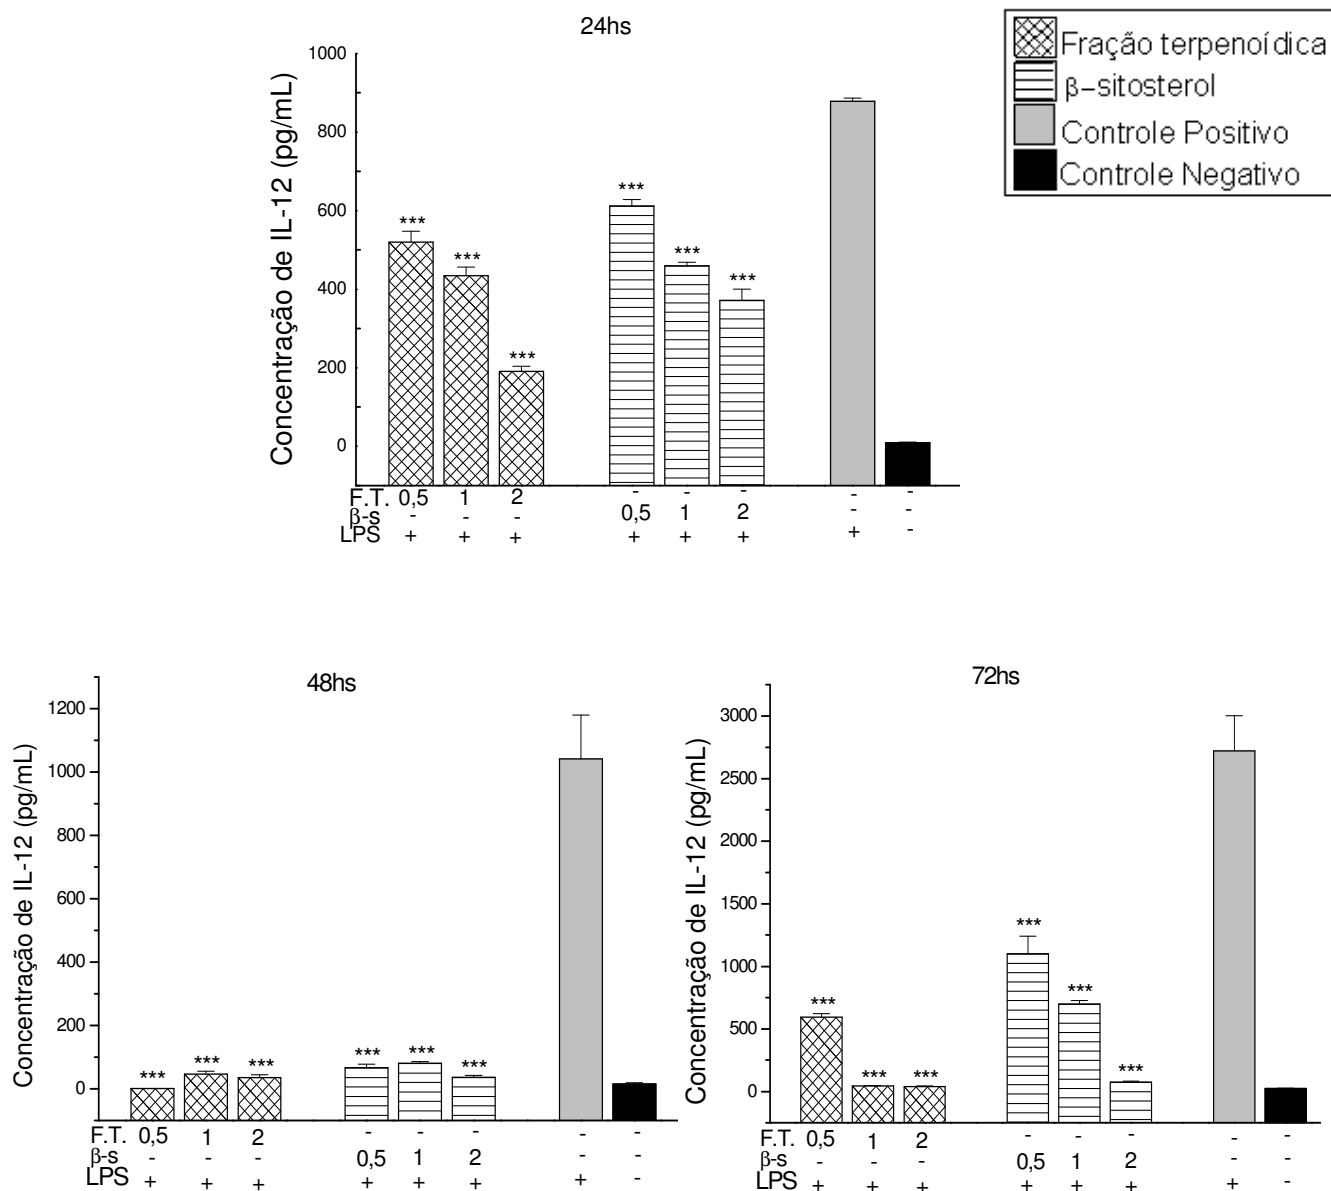 24hs
Fração terpenoídica
β-sitosterol
Controle Positivo
Controle Negativo
Concentração de IL-12 (pg/mL)
1000
800
600
400
200
0
*** *** *** *** *** ***
F.T. 0,5 1 2 - - - - -
β-s - - - 0,5 1 2 - -
LPS + + + + + + + -
48hs
Concentração de IL-12 (pg/mL)
1200
1000
800
600
400
200
0
*** *** *** *** *** ***
F.T. 0,5 1 2 - - - - -
β-s - - - 0,5 1 2 - -
LPS + + + + + + + -
72hs
Concentração de IL-12 (pg/mL)
3000
2500
2000
1500
1000
500
0
*** *** *** *** *** ***
F.T. 0,5 1 2 - - - - -
β-s - - - 0,5 1 2 - -
LPS + + + + + + + -